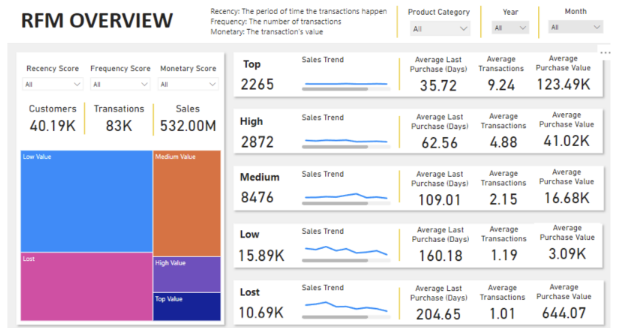 RFM OVERVIEW
Recency: The period of time the transactions happen
Frequency: The number of transactions
Monetary: The transaction's value
Product Category
All
Year
All
Month
All
Recency Score
Frequency Score
Monetary Score
All
All
All
Customers
Transations
Sales
40.19K
83K
532.00M
Low Value
Medium Value
Lost
High Value
Top Value
Top
2265
Sales Trend
Average Last
Purchase (Days)
35.72
Average
Transactions
9.24
Average
Purchase Value
123.49K
High
2872
Sales Trend
Average Last
Purchase (Days)
62.56
Average
Transactions
4.88
Average
Purchase Value
41.02K
Medium
8476
Sales Trend
Average Last
Purchase (Days)
109.01
Average
Transactions
2.15
Average
Purchase Value
16.68K
Low
15.89K
Sales Trend
Average Last
Purchase (Days)
160.18
Average
Transactions
1.19
Average
Purchase Value
3.09K
Lost
10.69K
Sales Trend
Average Last
Purchase (Days)
204.65
Average
Transactions
1.01
Average
Purchase Value
644.07